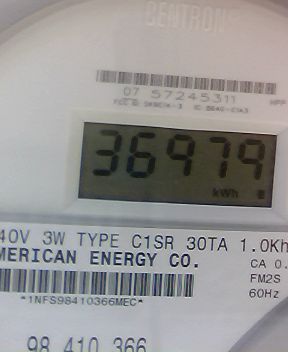 CENTRON
07 57245311
36979
kWh
40V 3W TYPE C1SR 30TA 1.0Kh
MERICAN ENERGY CO.
CA 0.
FM2S
60Hz
*1NFS98410366MEC*
98 410 366